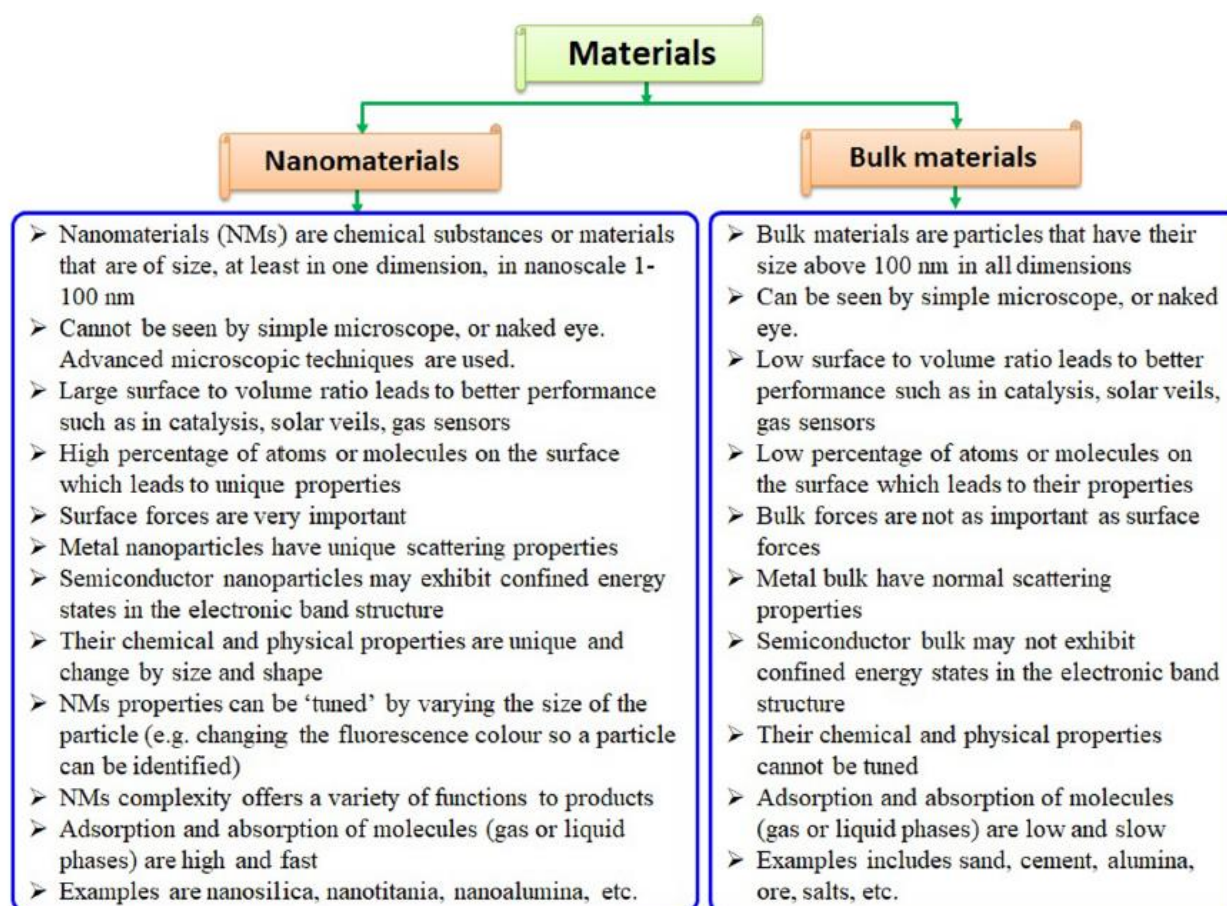 Materials
Nanomaterials
➢ Nanomaterials (NMs) are chemical substances or materials
that are of size, at least in one dimension, in nanoscale 1-
100 nm
➢ Cannot be seen by simple microscope, or naked eye.
Advanced microscopic techniques are used.
➢ Large surface to volume ratio leads to better performance
such as in catalysis, solar veils, gas sensors
➢ High percentage of atoms or molecules on the surface
which leads to unique properties
➢ Surface forces are very important
➢ Metal nanoparticles have unique scattering properties
➢ Semiconductor nanoparticles may exhibit confined energy
states in the electronic band structure
➢ Their chemical and physical properties are unique and
change by size and shape
➢ NMs properties can be ‘tuned’ by varying the size of the
particle (e.g. changing the fluorescence colour so a particle
can be identified)
➢ NMs complexity offers a variety of functions to products
➢ Adsorption and absorption of molecules (gas or liquid
phases) are high and fast
➢ Examples are nanosilica, nanotitania, nanoalumina, etc.
Bulk materials
➢ Bulk materials are particles that have their
size above 100 nm in all dimensions
➢ Can be seen by simple microscope, or naked
eye.
➢ Low surface to volume ratio leads to better
performance such as in catalysis, solar veils,
gas sensors
➢ Low percentage of atoms or molecules on
the surface which leads to their properties
➢ Bulk forces are not as important as surface
forces
➢ Metal bulk have normal scattering
properties
➢ Semiconductor bulk may not exhibit
confined energy states in the electronic band
structure
➢ Their chemical and physical properties
cannot be tuned
➢ Adsorption and absorption of molecules
(gas or liquid phases) are low and slow
➢ Examples includes sand, cement, alumina,
ore, salts, etc.